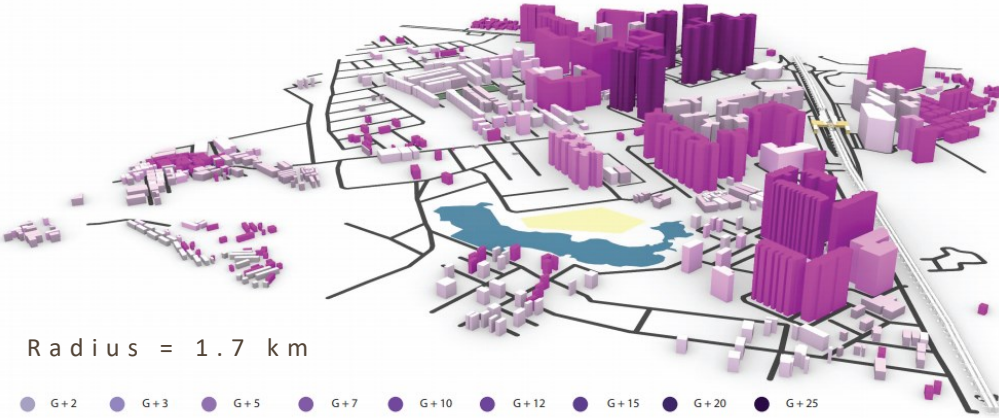 Radius = 1.7 km
G + 2 G + 3 G + 5 G + 7 G + 10 G + 12 G + 15 G + 20 G + 25